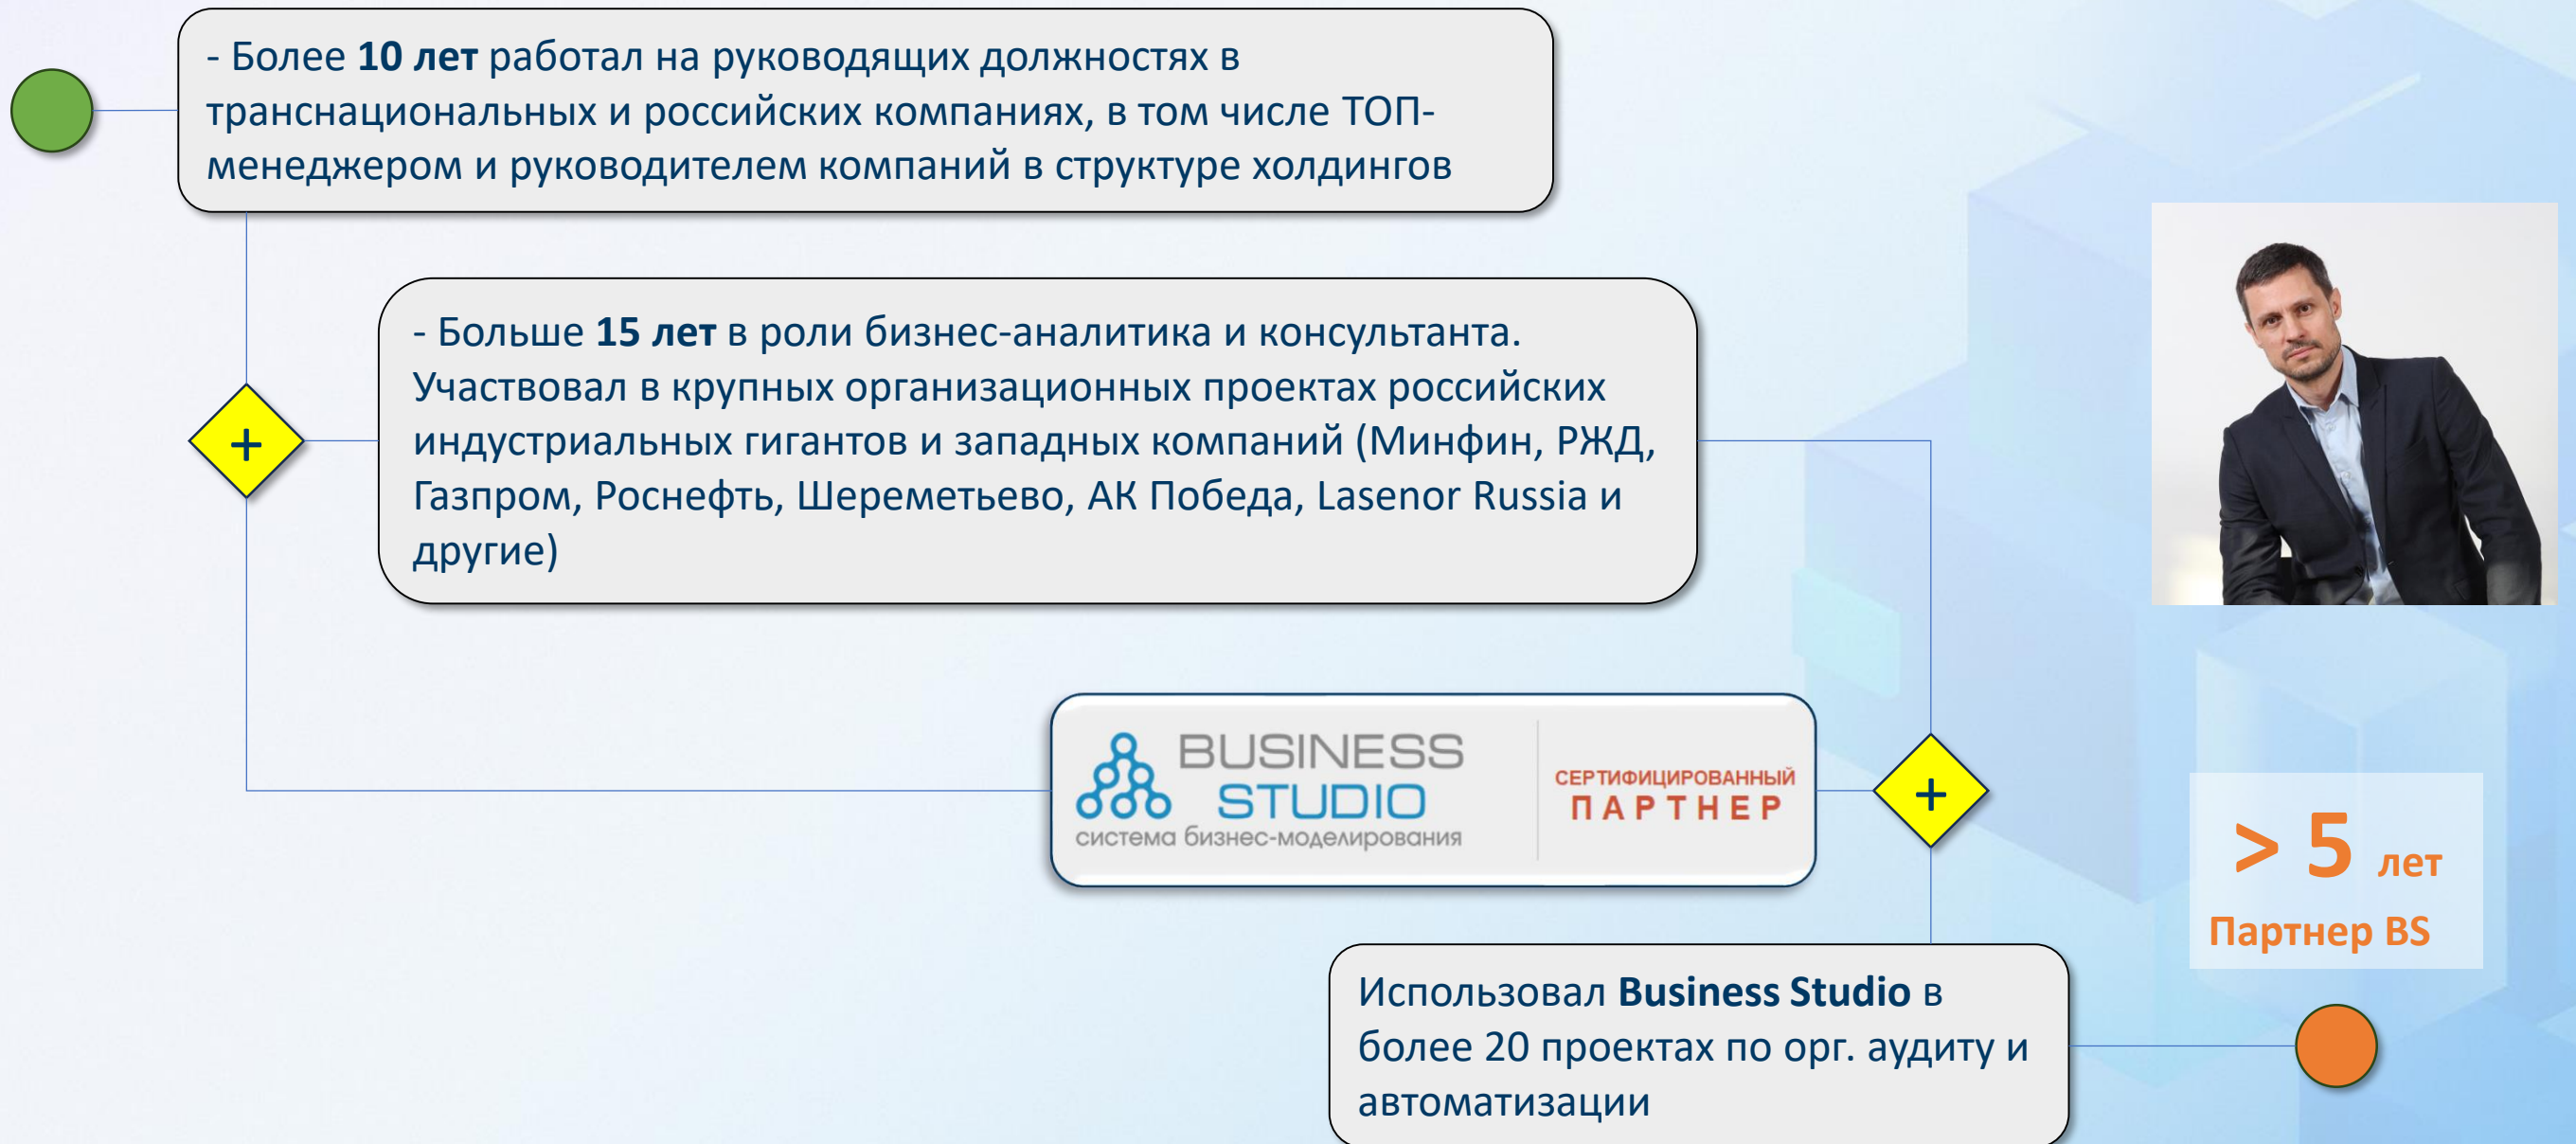 - Более 10 лет работал на руководящих должностях в
транснациональных и российских компаниях, в том числе ТОП-
менеджером и руководителем компаний в структуре холдингов
- Больше 15 лет в роли бизнес-аналитика и консультанта.
Участвовал в крупных организационных проектах российских
индустриальных гигантов и западных компаний (Минфин, РЖД,
Газпром, Роснефть, Шереметьево, АК Победа, Lasenor Russia и
другие)
+
BUSINESS
STUDIO
система бизнес-моделирования
СЕРТИФИЦИРОВАННЫЙ
ПАРТНЕР
+
> 5 лет
Партнер BS
Использовал Business Studio в
более 20 проектах по орг. аудиту и
автоматизации